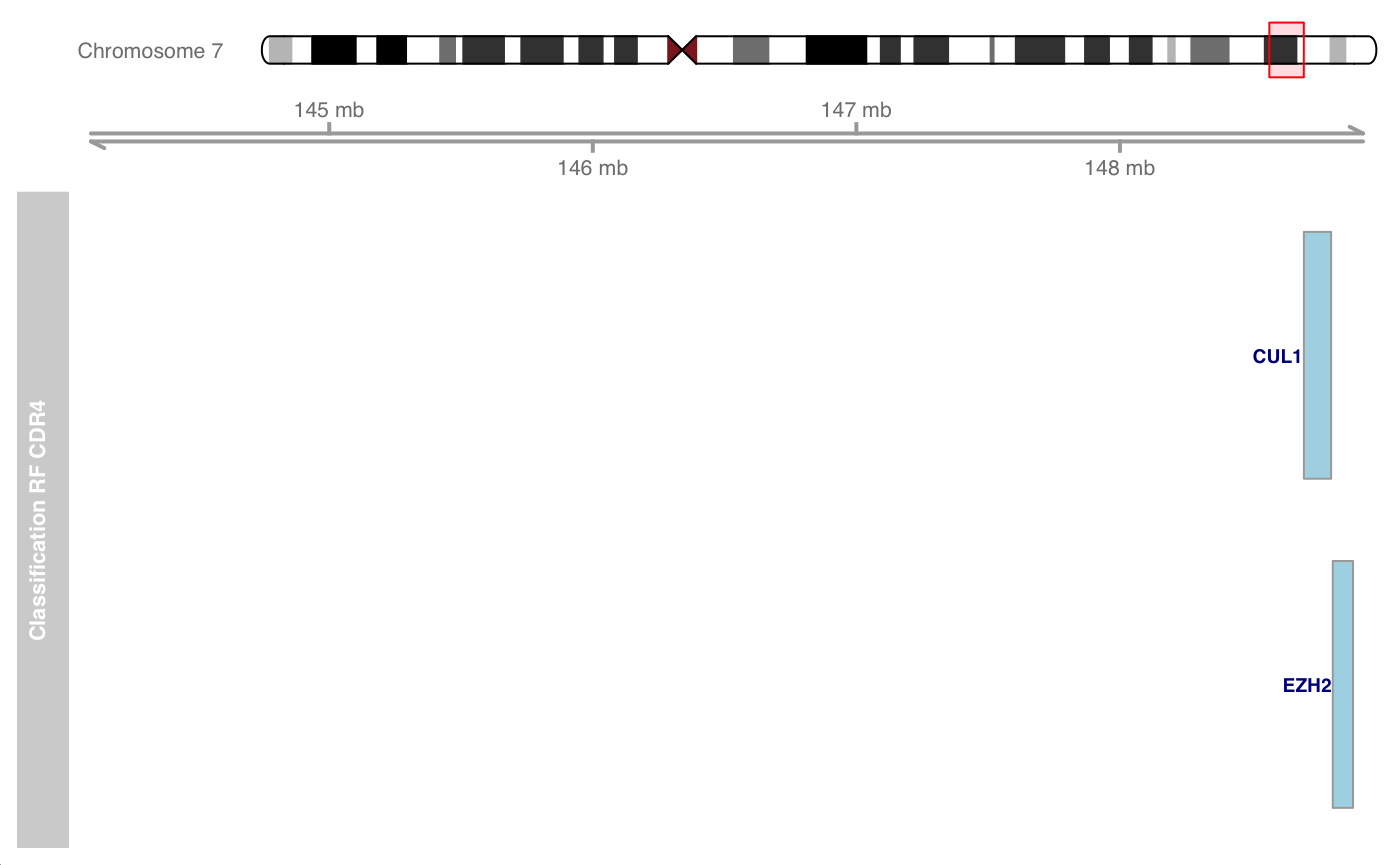 Chromosome 7
145 mb
147 mb
146 mb
148 mb
Classification RF CDR4
CUL1
EZH2